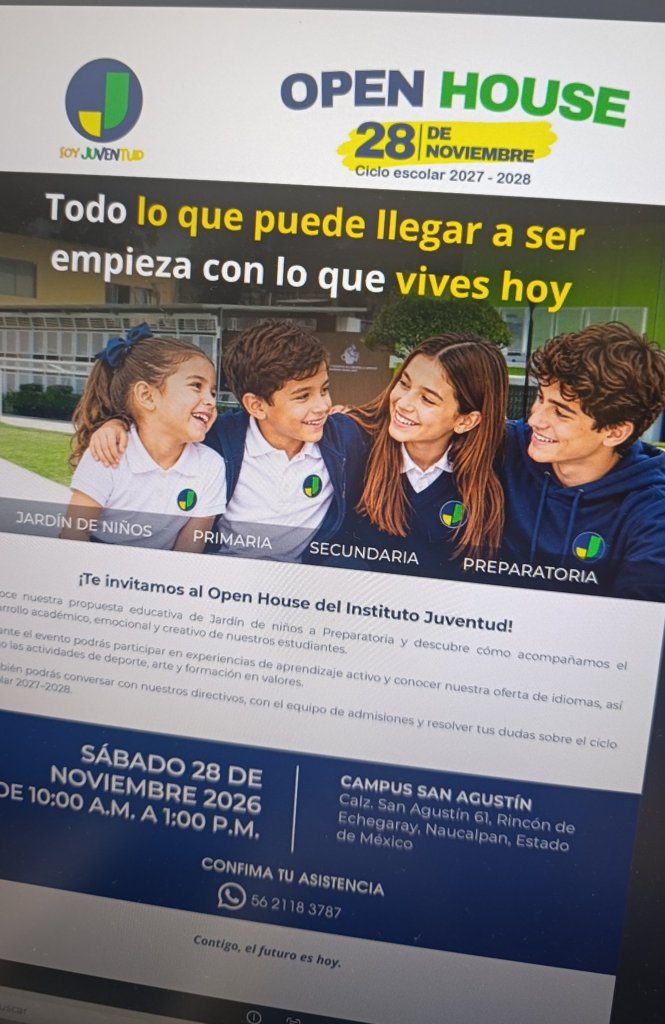 OPEN HOUSE
28 DE NOVIEMBRE
Ciclo escolar 2027 - 2028
SOY JUVENTUD
Todo lo que puede llegar a ser
empieza con lo que vives hoy
JARDÍN DE NIÑOS
PRIMARIA
SECUNDARIA
PREPARATORIA
¡Te invitamos al Open House del Instituto Juventud!
nuestra propuesta educativa de Jardín de niños a Preparatoria y descubre cómo acompañamos el
académico, emocional y creativo de nuestros estudiantes.
el evento podrás participar en experiencias de aprendizaje activo y conocer nuestra oferta de idiomas, así
las actividades de deporte, arte y formación en valores.
podrás conversar con nuestros directivos, con el equipo de admisiones y resolver tus dudas sobre el ciclo
2027-2028.
SÁBADO 28 DE
NOVIEMBRE 2026
DE 10:00 A.M. A 1:00 P.M.
CAMPUS SAN AGUSTÍN
Calz. San Agustín 61, Rincón de
Echegaray, Naucalpan, Estado
de México
CONFIMA TU ASISTENCIA
56 2118 3787
Contigo, el futuro es hoy.